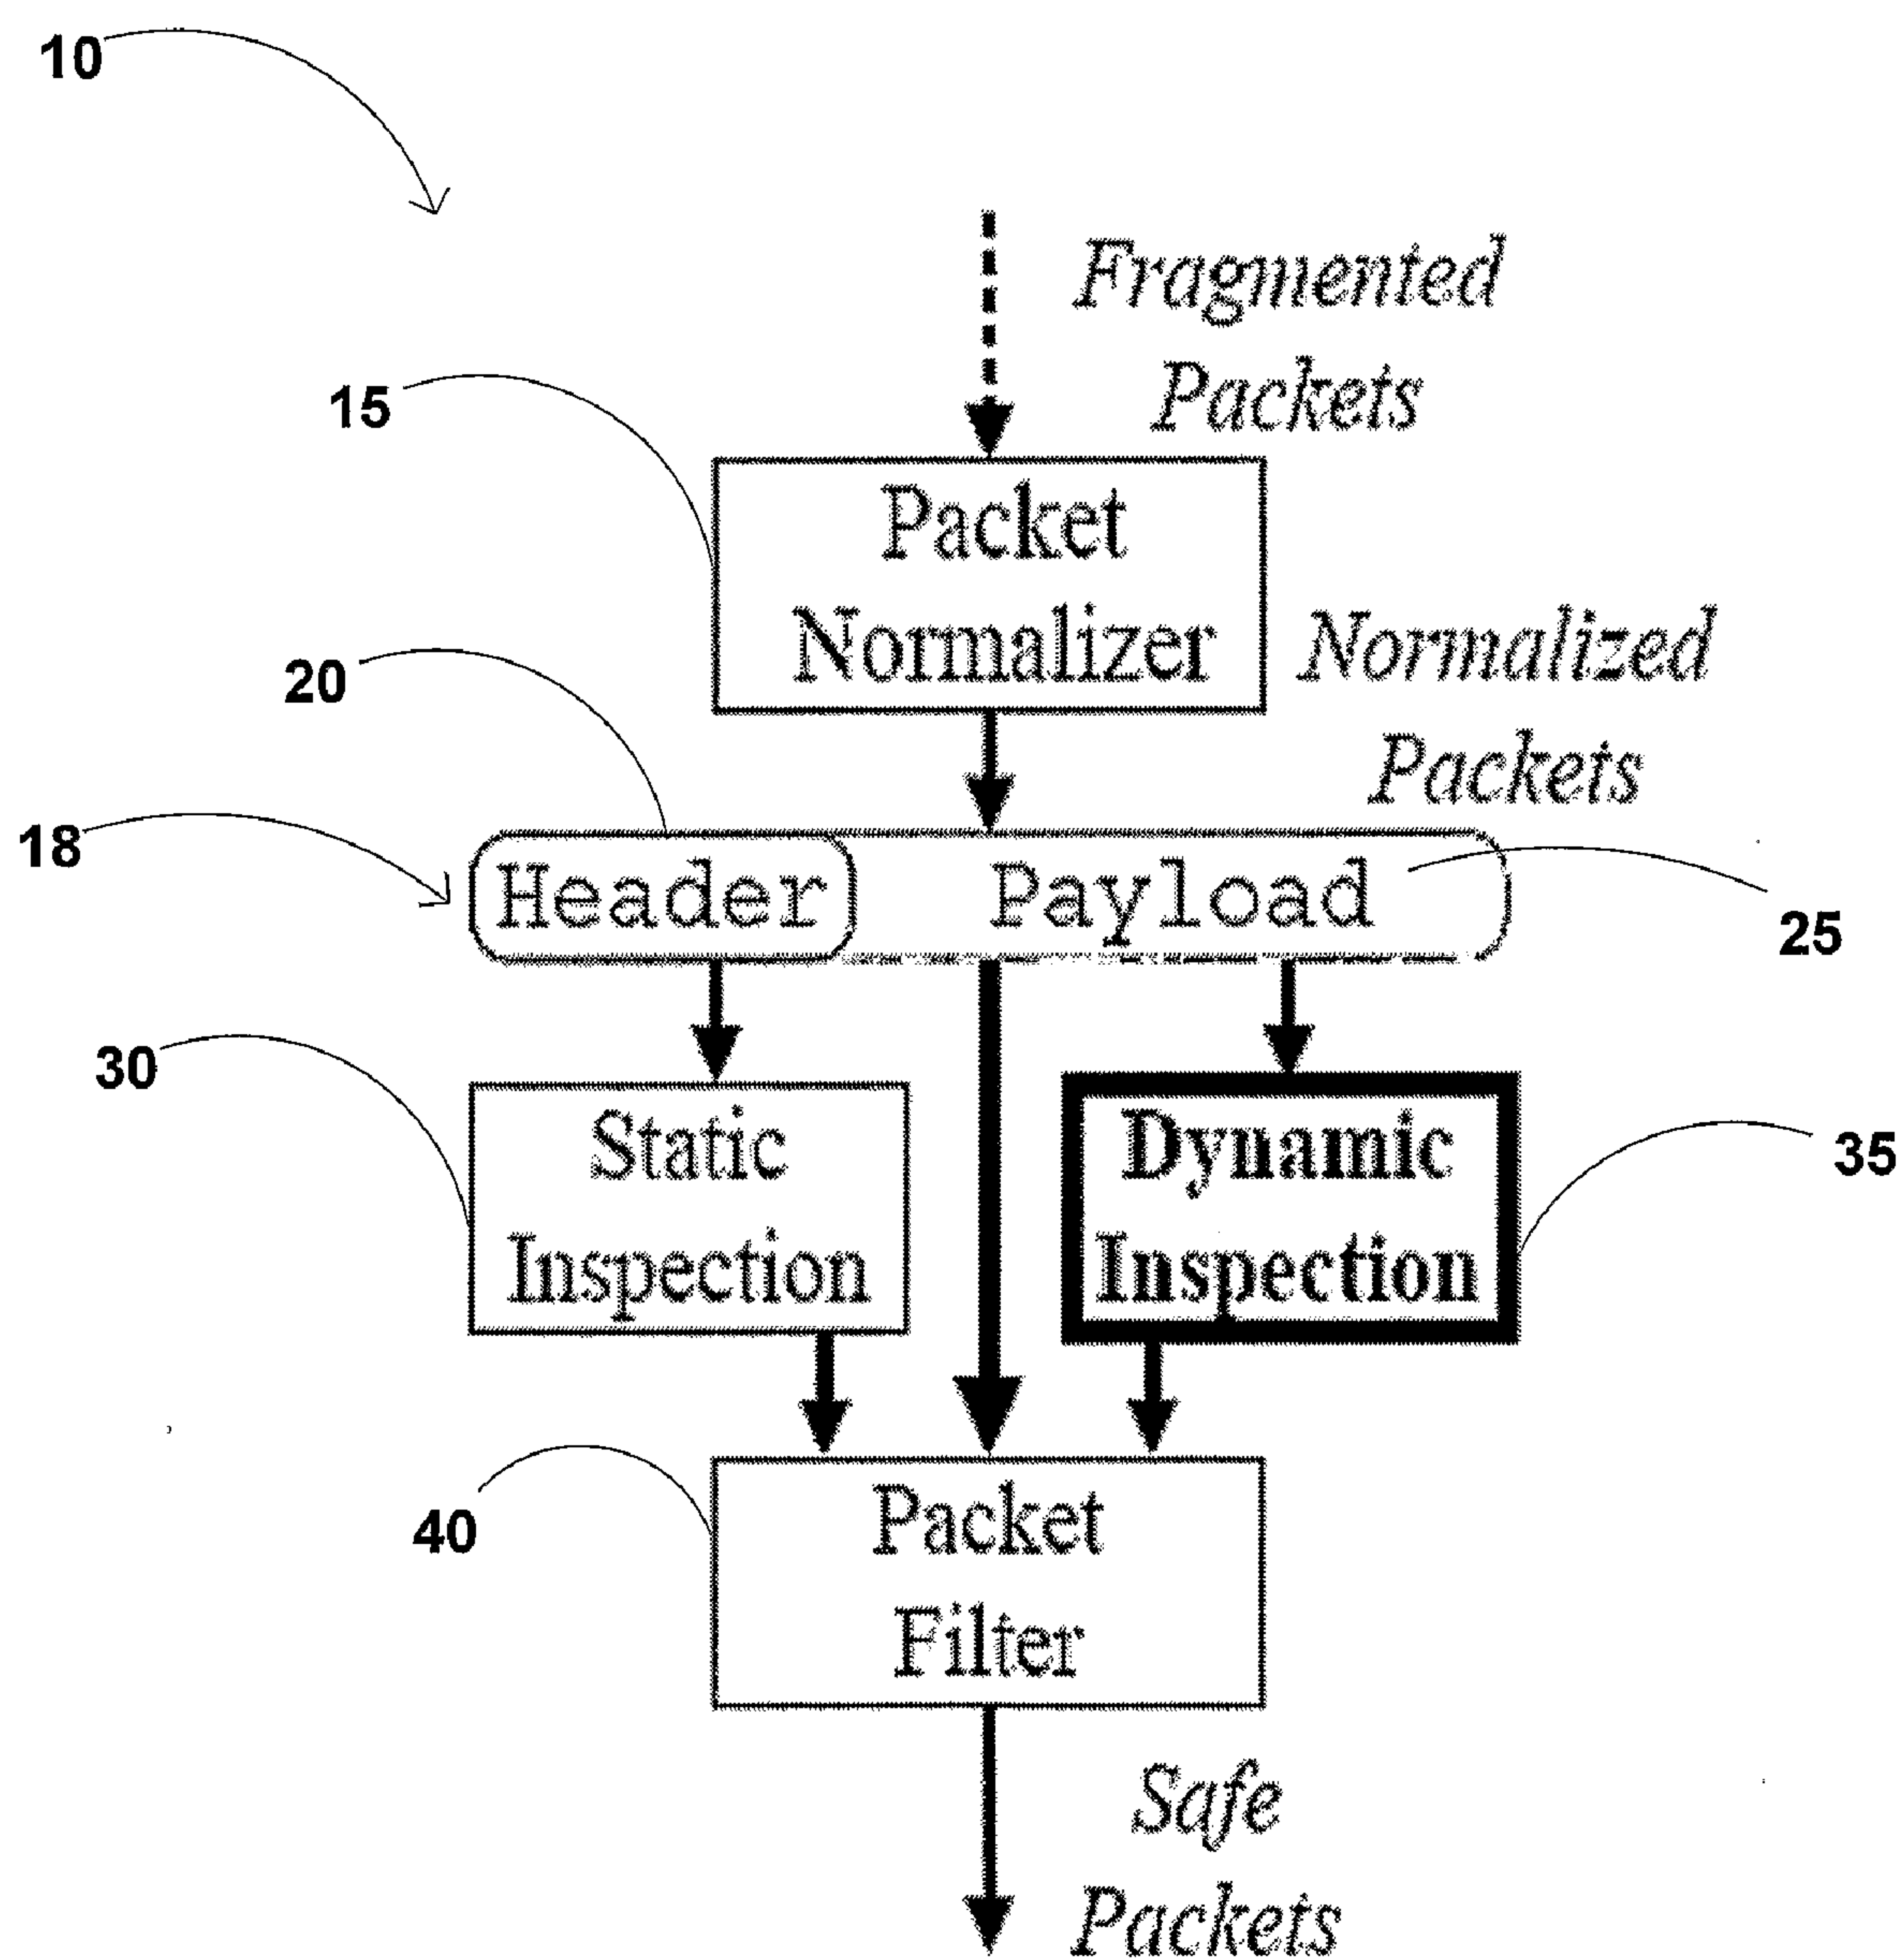 10
Fragmented
Packets
15
Packet
Normalizer
Normalized
Packets
20
18
Header
Payload
25
30
Static
Inspection
Dynamic
Inspection
35
40
Packet
Filter
Safe
Packets